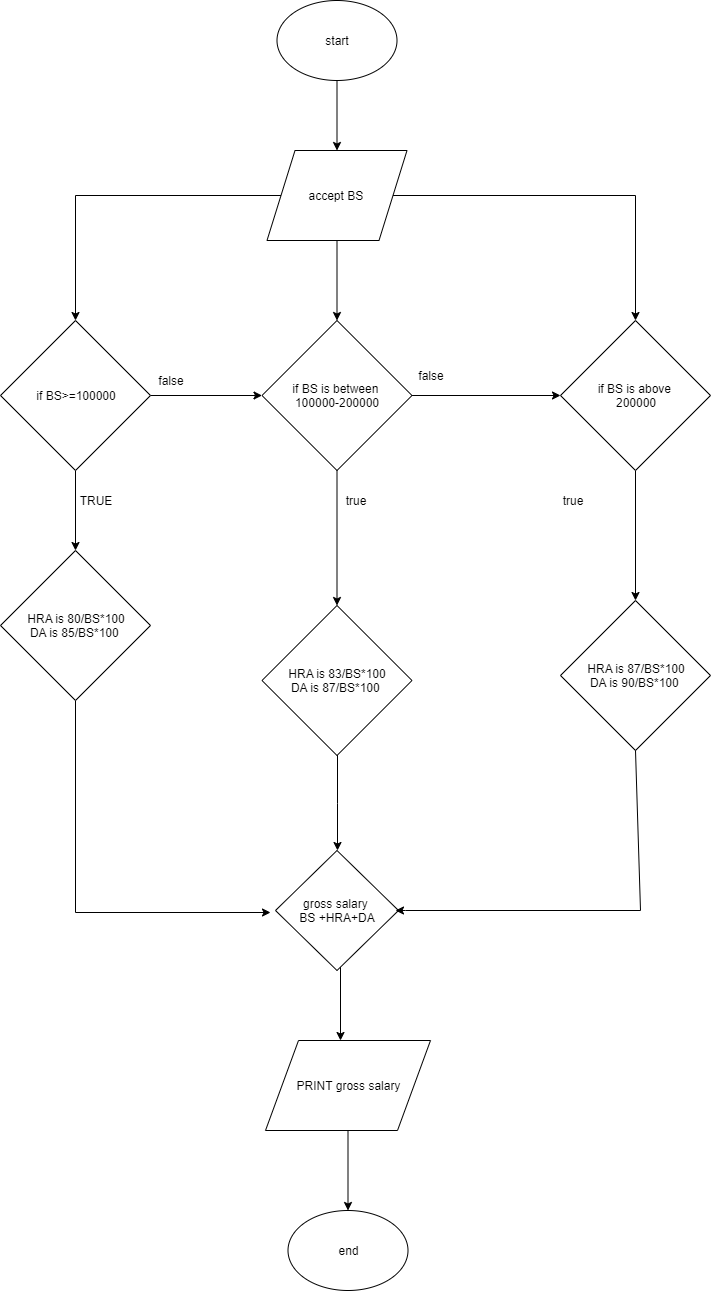 start
accept BS
if BS>=100000
false
if BS is between
100000-200000
false
if BS is above
200000
TRUE
true
true
HRA is 80/BS*100
DA is 85/BS*100
HRA is 83/BS*100
DA is 87/BS*100
HRA is 87/BS*100
DA is 90/BS*100
gross salary
BS +HRA+DA
PRINT gross salary
end